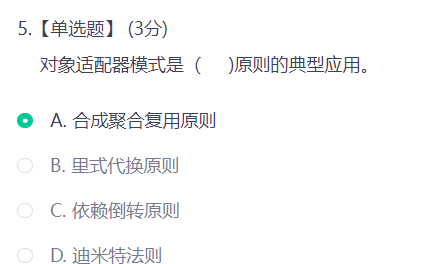 5.【单选题】 (3分)
对象适配器模式是（ )原则的典型应用。
A. 合成聚合复用原则
B. 里式代换原则
C. 依赖倒转原则
D. 迪米特法则